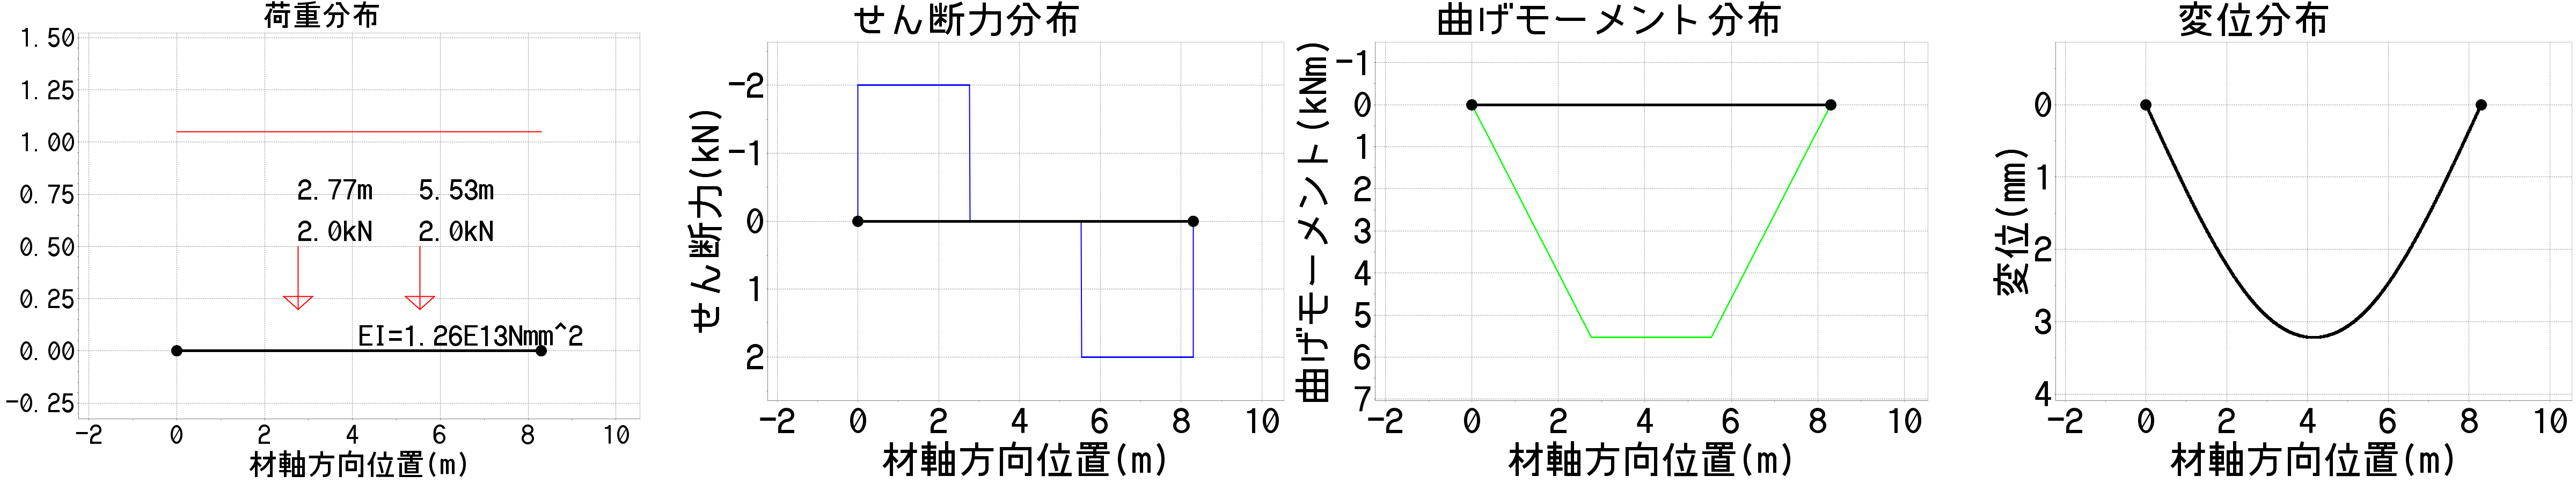 荷重分布
1.50
1.25
1.00
0.75
0.50
0.25
0.00
-0.25
2.77m 5.53m
2.0kN 2.0kN
EI=1.26E13Nmm^2
-2 0 2 4 6 8 10
材軸方向位置(m)
せん断力分布
せん断力(kN)
-2
-1
0
1
2
-2 0 2 4 6 8 10
材軸方向位置(m)
曲げモーメント分布
曲げモーメント(kNm)
-1
0
1
2
3
4
5
6
7
-2 0 2 4 6 8 10
材軸方向位置(m)
変位分布
変位(mm)
0
1
2
3
4
-2 0 2 4 6 8 10
材軸方向位置(m)